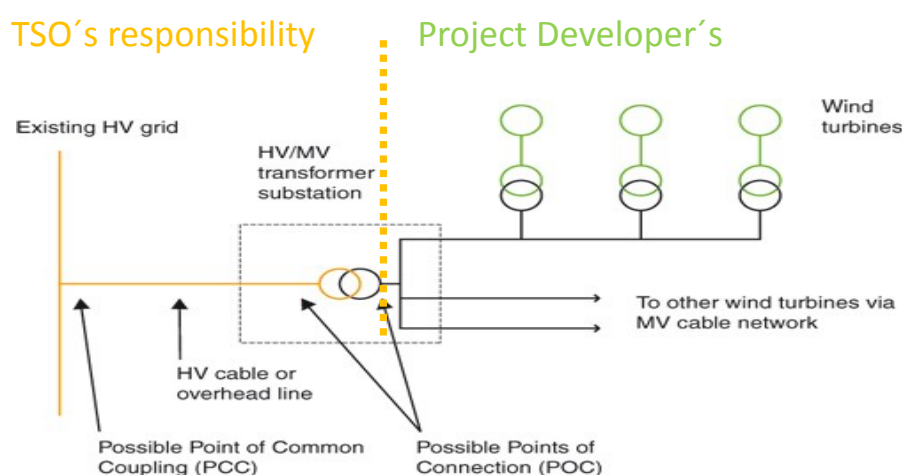 TSO´s responsibility
Project Developer´s
Existing HV grid
HV/MV
transformer
substation
Wind
turbines
To other wind turbines via
MV cable network
HV cable or
overhead line
Possible Point of Common
Coupling (PCC)
Possible Points of
Connection (POC)